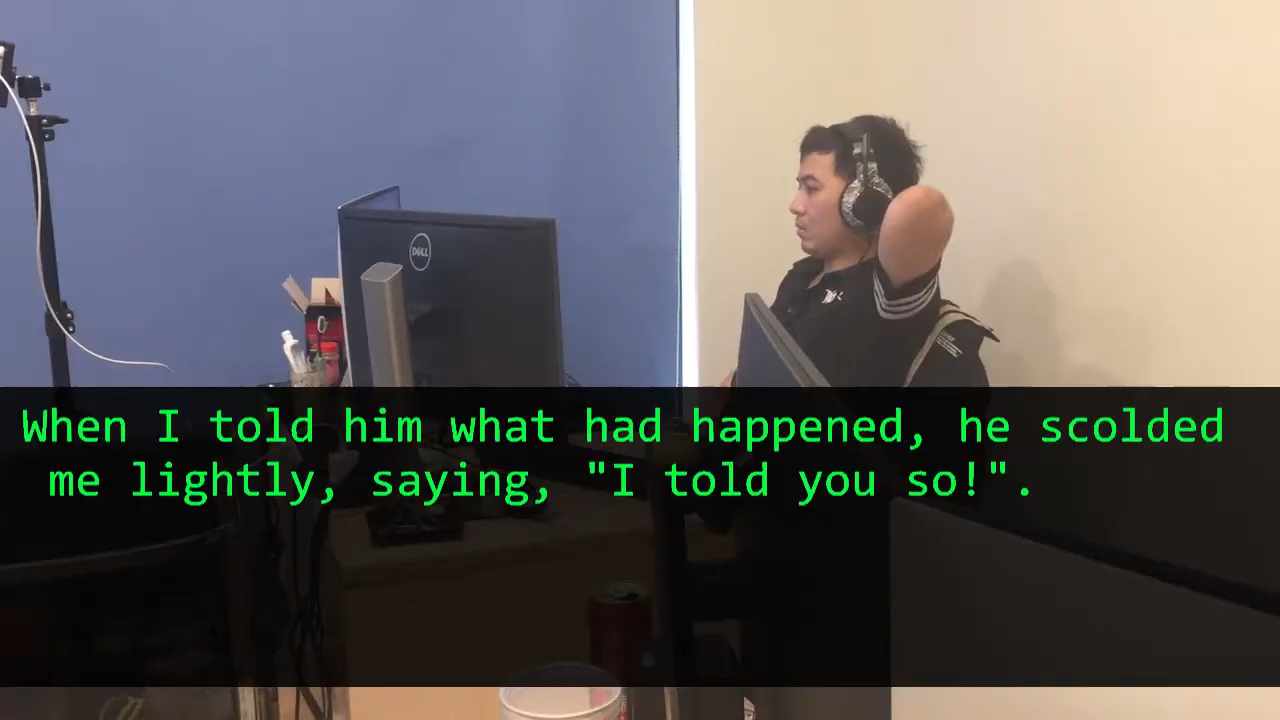 DELL
When I told him what had happened, he scolded
me lightly, saying, "I told you so!".